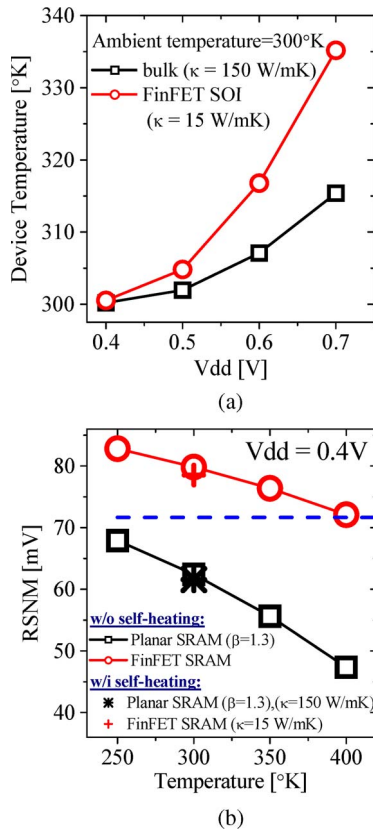 Ambient temperature=300°K
bulk (κ = 150 W/mK)
FinFET SOI
(κ = 15 W/mK)
Device Temperature [°K]
340
330
320
310
300
0.4 0.5 0.6 0.7
Vdd [V]
(a)
Vdd = 0.4V
RSNM [mV]
80
70
60
50
40
w/o self-heating:
Planar SRAM (β=1.3)
FinFET SRAM
w/i self-heating:
Planar SRAM (β=1.3),(κ=150 W/mK)
FinFET SRAM (κ=15 W/mK)
250 300 350 400
Temperature [°K]
(b)